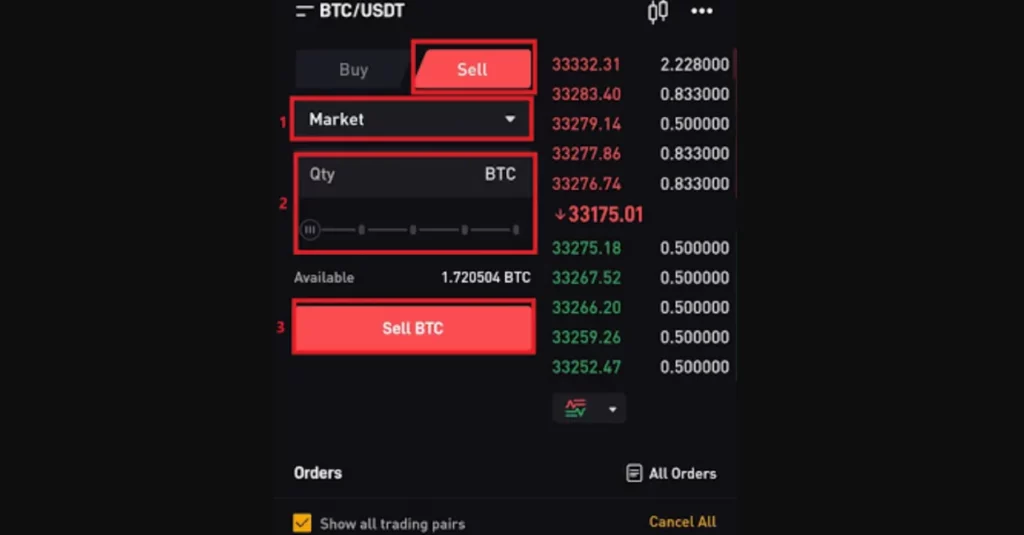 BTC/USDT
Buy
Sell
1
Market
2
Qty
BTC
Available
1.720504 BTC
3
Sell BTC
33332.31 2.228000
33283.40 0.833000
33279.14 0.500000
33277.86 0.833000
33276.74 0.833000
↓33175.01
33275.18 0.500000
33267.52 0.500000
33266.20 0.500000
33259.26 0.500000
33252.47 0.500000
Orders
All Orders
Show all trading pairs
Cancel All